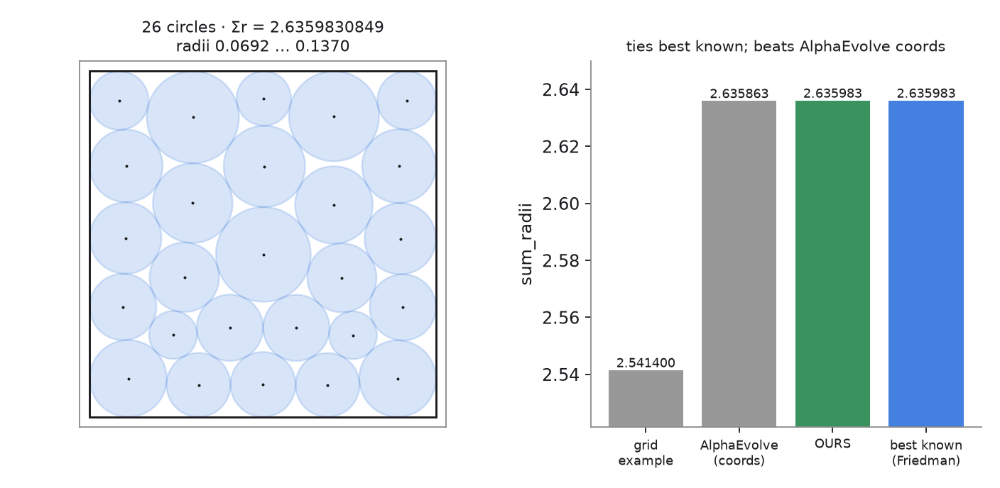 26 circles · Σr = 2.6359830849
radii 0.0692 ... 0.1370
ties best known; beats AlphaEvolve coords
sum_radii
2.64
2.62
2.60
2.58
2.56
2.54
2.541400
2.635863
2.635983
2.635983
grid
example
AlphaEvolve
(coords)
OURS
best known
(Friedman)